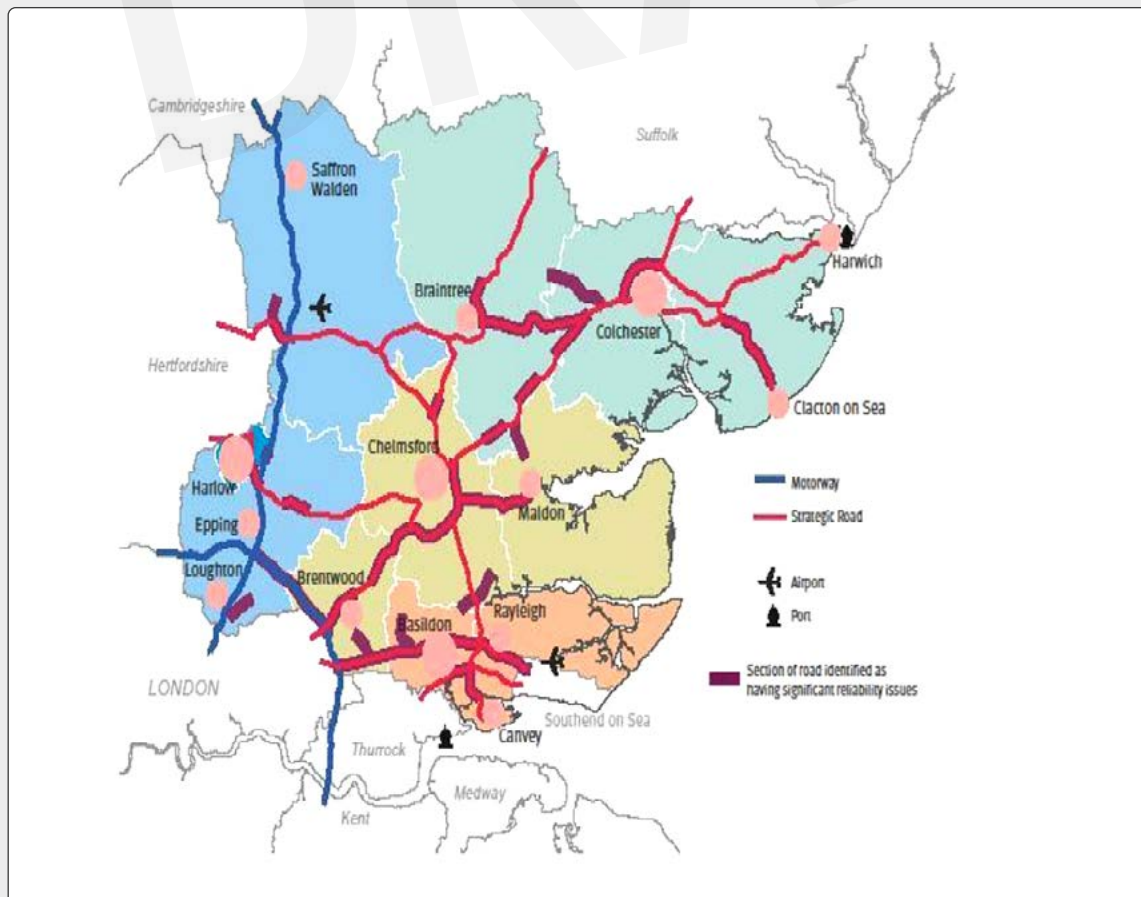 DRA
Cambridgeshire
Suffolk
Saffron
Walden
Harwich
Braintree
Colchester
Hertfordshire
Clacton on Sea
Chelmsford
Harlow
Maldon
Epping
Loughton
Brentwood
Rayleigh
Basildon
LONDON
Southend on Sea
Canvey
Thurrock
Medway
Kent
Motorway
Strategic Road
Airport
Port
Section of road identified as
having significant reliability issues